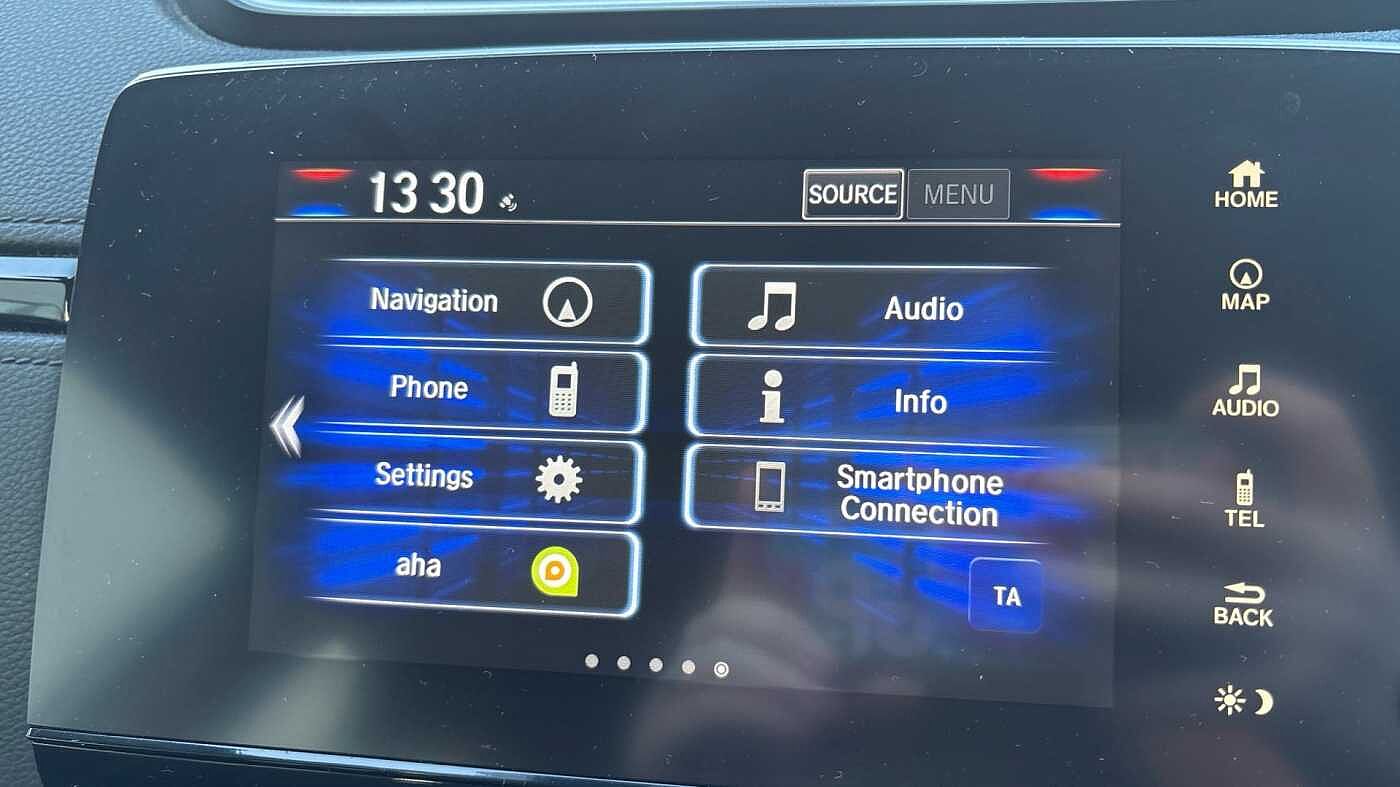 13 30
SOURCE
MENU
Navigation
Audio
Phone
Info
Settings
Smartphone
Connection
aha
TA
HOME
MAP
AUDIO
TEL
BACK